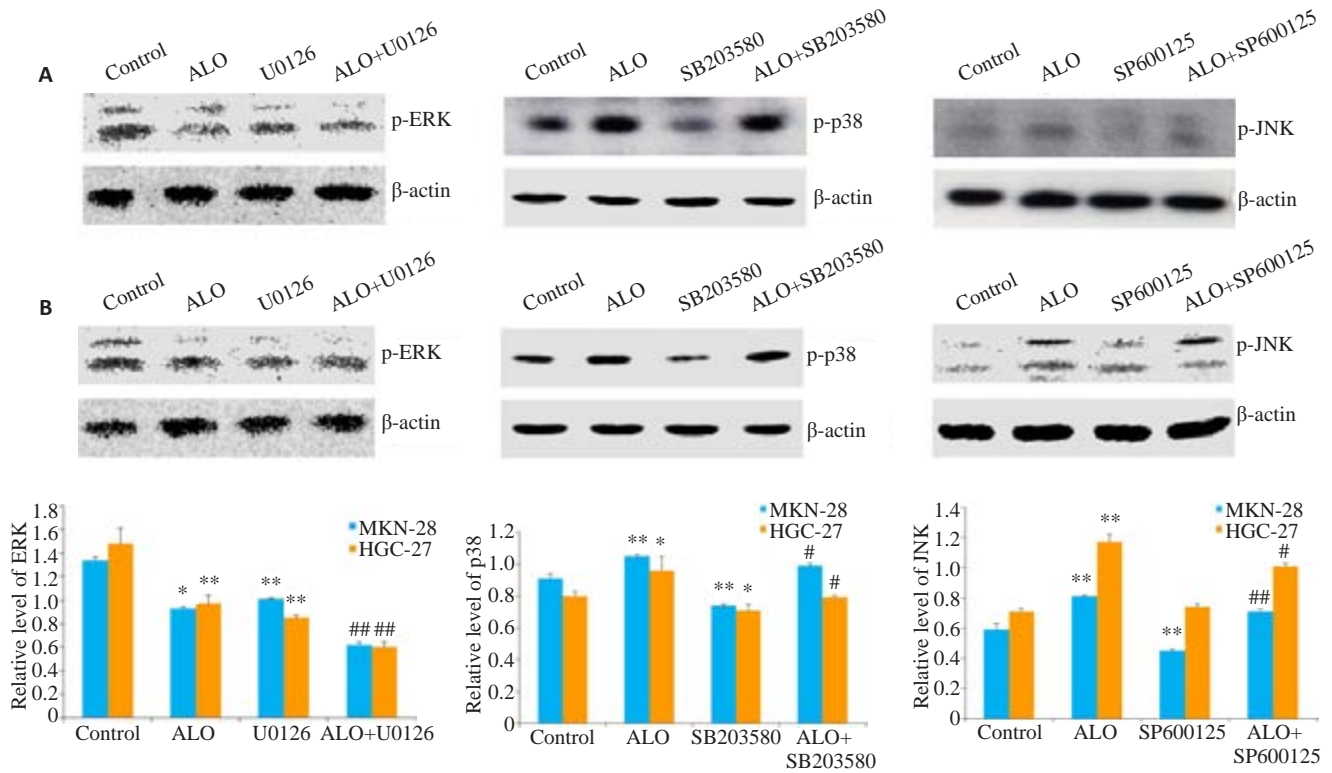 A
Control ALO U0126 ALO+U0126
p-ERK
β-actin
Control ALO SB203580 ALO+SB203580
p-p38
β-actin
Control ALO SP600125 ALO+SP600125
p-JNK
β-actin
B
Control ALO U0126 ALO+U0126
p-ERK
β-actin
Control ALO SB203580 ALO+SB203580
p-p38
β-actin
Control ALO SP600125 ALO+SP600125
p-JNK
β-actin
Relative level of ERK
1.8
1.6
1.4
1.2
1.0
0.8
0.6
0.4
0.2
0
MKN-28
HGC-27
* ** ** ** ## ##
Control ALO U0126 ALO+U0126
Relative level of p38
1.2
1.0
0.8
0.6
0.4
0.2
0
MKN-28
HGC-27
** * ** * # #
Control ALO SB203580 ALO+
SB203580
Relative level of JNK
1.4
1.2
1.0
0.8
0.6
0.4
0.2
0
MKN-28
HGC-27
** ** ** ## #
Control ALO SP600125 ALO+
SP600125